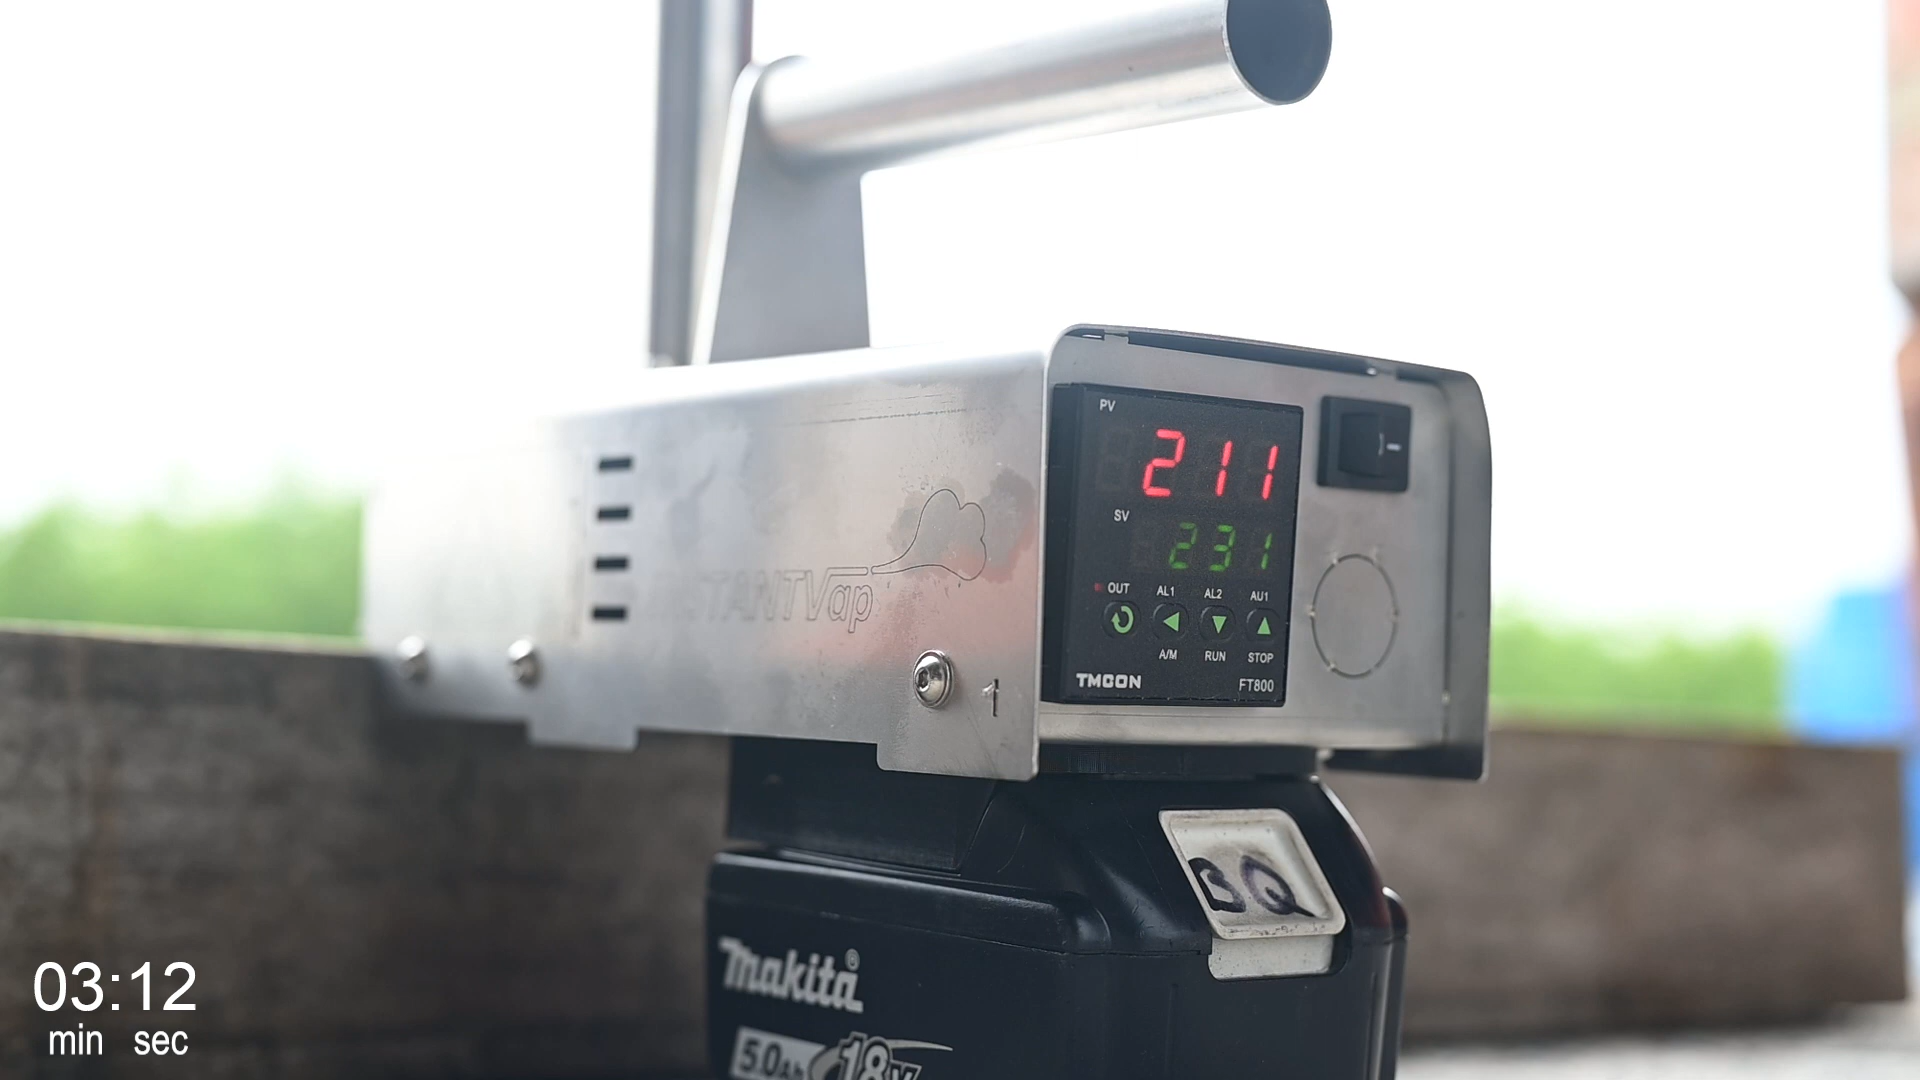 PV
211
SV
231
OUT AL1 AL2 AU1
A/M RUN STOP
TMCON FT800
TANTVap
1
BQ
makita®
5.0Ah 18V
03:12
min sec